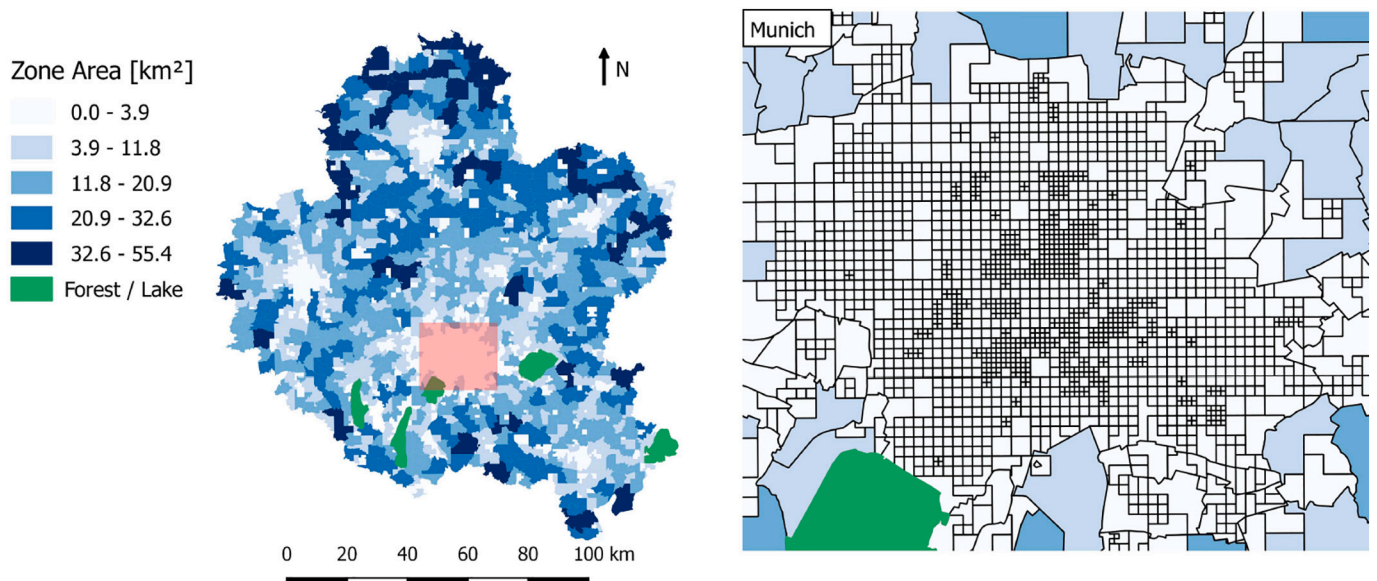 Zone Area [km²]
0.0 - 3.9
3.9 - 11.8
11.8 - 20.9
20.9 - 32.6
32.6 - 55.4
Forest / Lake
N
0 20 40 60 80 100 km
Munich